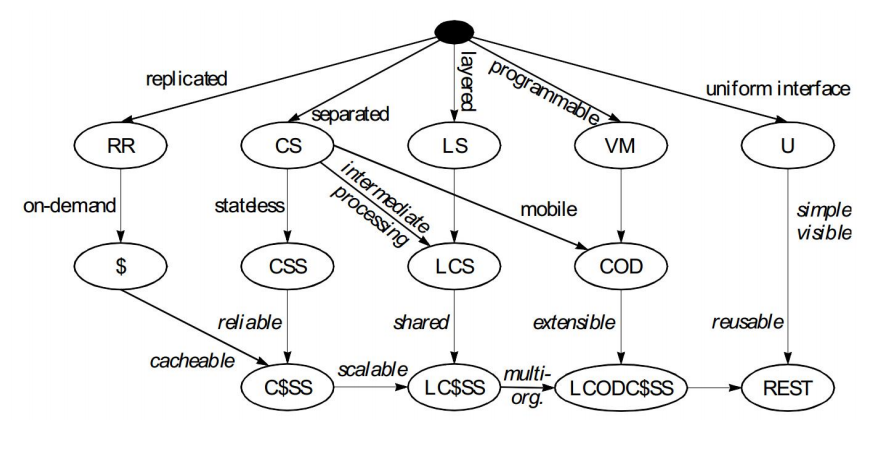 replicated
separated
layered
programmable
uniform interface
RR
CS
LS
VM
U
on-demand
stateless
intermediate
processing
mobile
simple
visible
$
CSS
LCS
COD
cacheable
reliable
shared
extensible
reusable
C$SS
scalable
LC$SS
multi-
org.
LCODC$SS
REST